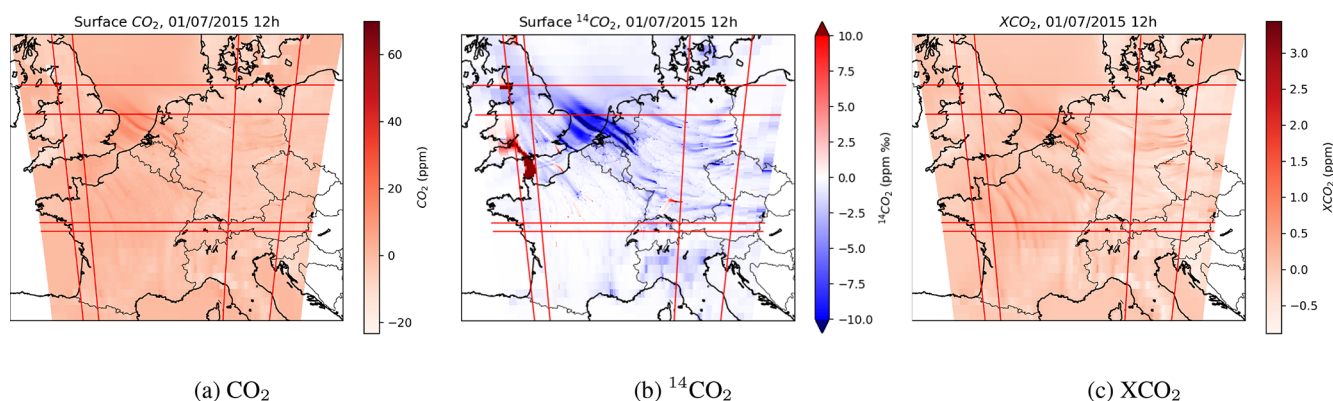 Surface CO₂, 01/07/2015 12h
60
40
20
0
−20
CO₂ (ppm)
(a) CO₂
Surface ¹⁴CO₂, 01/07/2015 12h
10.0
7.5
5.0
2.5
0.0
−2.5
−5.0
−7.5
−10.0
¹⁴CO₂ (ppm ‰)
(b) ¹⁴CO₂
XCO₂, 01/07/2015 12h
3.0
2.5
2.0
1.5
1.0
0.5
0.0
−0.5
XCO₂ (ppm)
(c) XCO₂